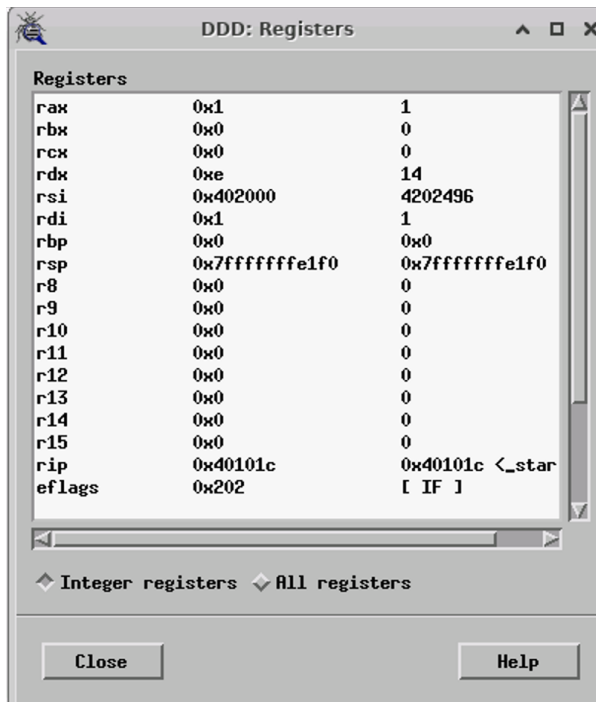 DDD: Registers
Registers
rax 0x1 1
rbx 0x0 0
rcx 0x0 0
rdx 0xe 14
rsi 0x402000 4202496
rdi 0x1 1
rbp 0x0 0x0
rsp 0x7fffffffe1f0 0x7fffffffe1f0
r8 0x0 0
r9 0x0 0
r10 0x0 0
r11 0x0 0
r12 0x0 0
r13 0x0 0
r14 0x0 0
r15 0x0 0
rip 0x40101c 0x40101c <_star
eflags 0x202 [ IF ]
Integer registers All registers
Close Help